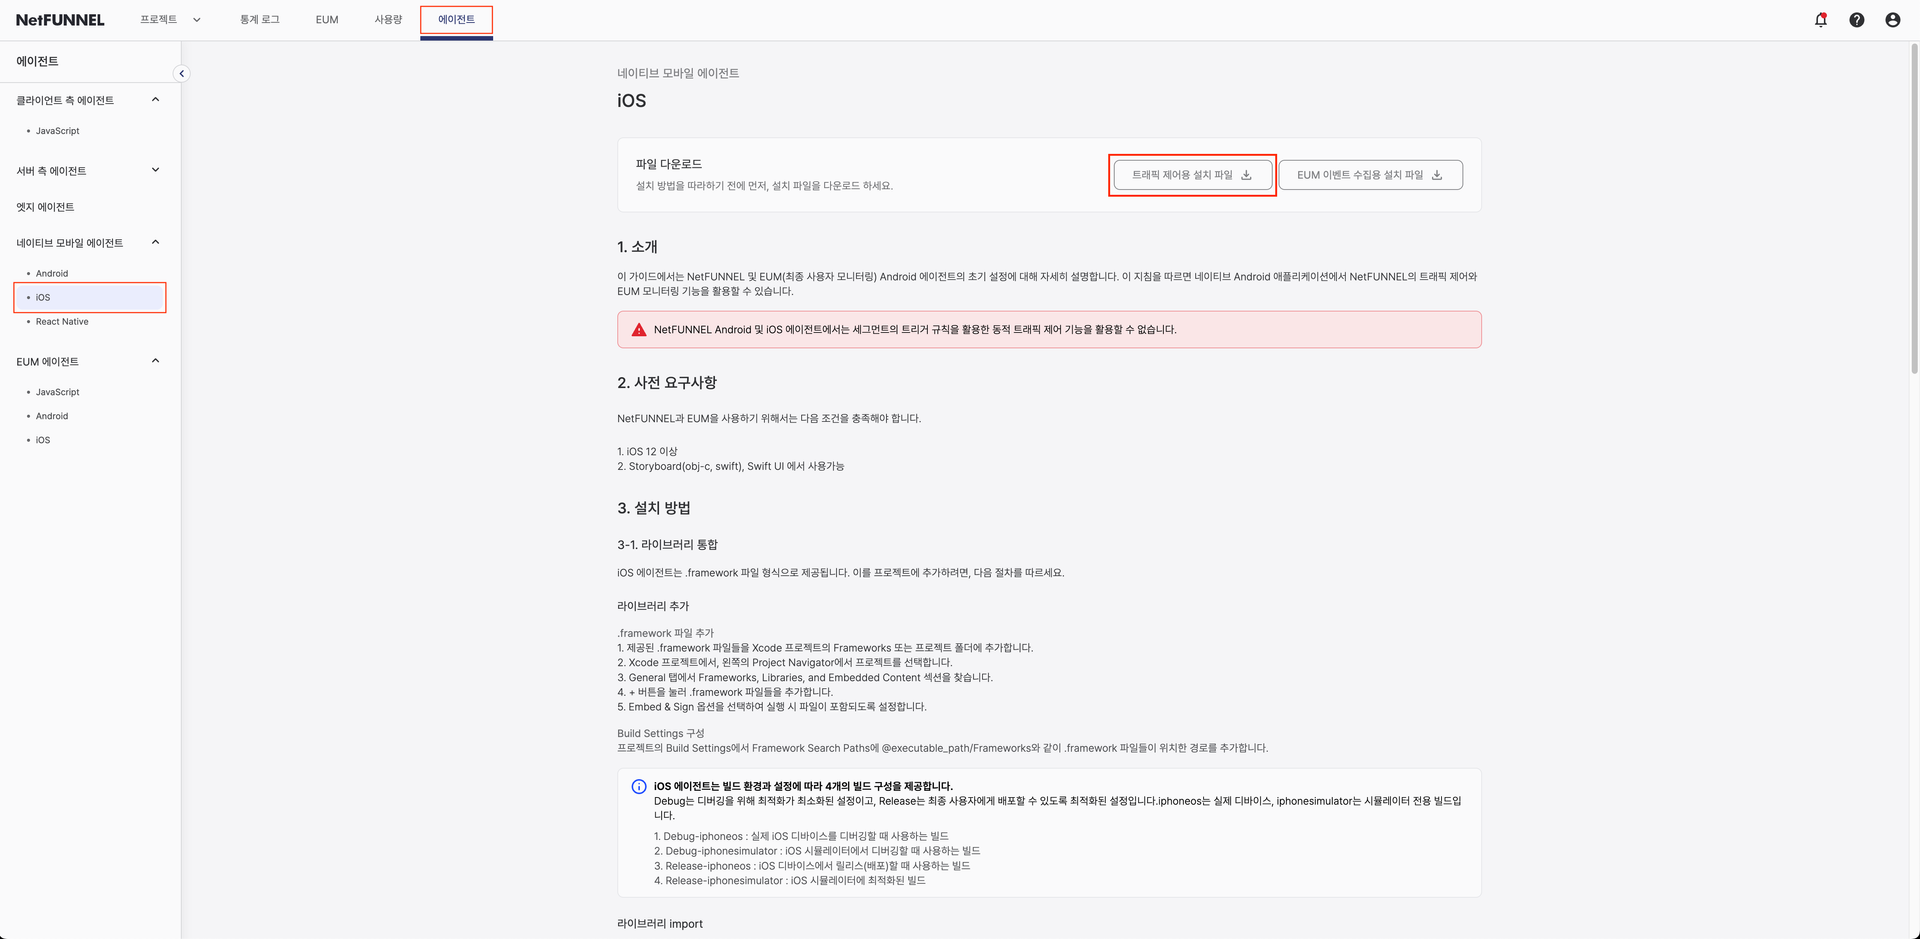 NetFUNNEL 프로젝트 통계 로그 EUM 사용량 에이전트
에이전트
클라이언트 측 에이전트
• JavaScript
서버 측 에이전트
엣지 에이전트
네이티브 모바일 에이전트
• Android
• iOS
• React Native
EUM 에이전트
• JavaScript
• Android
• iOS
네이티브 모바일 에이전트
iOS
파일 다운로드
설치 방법을 따라하기 전에 먼저, 설치 파일을 다운로드 하세요.
트래픽 제어용 설치 파일
EUM 이벤트 수집용 설치 파일
1. 소개
이 가이드에서는 NetFUNNEL 및 EUM(최종 사용자 모니터링) Android 에이전트의 초기 설정에 대해 자세히 설명합니다. 이 지침을 따르면 네이티브 Android 애플리케이션에서 NetFUNNEL의 트래픽 제어와
EUM 모니터링 기능을 활용할 수 있습니다.
NetFUNNEL Android 및 iOS 에이전트에서는 세그먼트의 트리거 규칙을 활용한 동적 트래픽 제어 기능을 활용할 수 없습니다.
2. 사전 요구사항
NetFUNNEL과 EUM을 사용하기 위해서는 다음 조건을 충족해야 합니다.
1. iOS 12 이상
2. Storyboard(obj-c, swift), Swift UI 에서 사용가능
3. 설치 방법
3-1. 라이브러리 통합
iOS 에이전트는 .framework 파일 형식으로 제공됩니다. 이를 프로젝트에 추가하려면, 다음 절차를 따르세요.
라이브러리 추가
.framework 파일 추가
1. 제공된 .framework 파일들을 Xcode 프로젝트의 Frameworks 또는 프로젝트 폴더에 추가합니다.
2. Xcode 프로젝트에서, 왼쪽의 Project Navigator에서 프로젝트를 선택합니다.
3. General 탭에서 Frameworks, Libraries, and Embedded Content 섹션을 찾습니다.
4. + 버튼을 눌러 .framework 파일들을 추가합니다.
5. Embed & Sign 옵션을 선택하여 실행 시 파일이 포함되도록 설정합니다.
Build Settings 구성
프로젝트의 Build Settings에서 Framework Search Paths에 @executable_path/Frameworks와 같이 .framework 파일들이 위치한 경로를 추가합니다.
iOS 에이전트는 빌드 환경과 설정에 따라 4개의 빌드 구성을 제공합니다.
Debug는 디버깅을 위해 최적화가 최소화된 설정이고, Release는 최종 사용자에게 배포할 수 있도록 최적화된 설정입니다.iphoneos는 실제 디바이스, iphonesimulator는 시뮬레이터 전용 빌드입
니다.
1. Debug-iphoneos : 실제 iOS 디바이스를 디버깅할 때 사용하는 빌드
2. Debug-iphonesimulator : iOS 시뮬레이터에서 디버깅할 때 사용하는 빌드
3. Release-iphoneos : iOS 디바이스에서 릴리스(배포)할 때 사용하는 빌드
4. Release-iphonesimulator : iOS 시뮬레이터에 최적화된 빌드
라이브러리 import